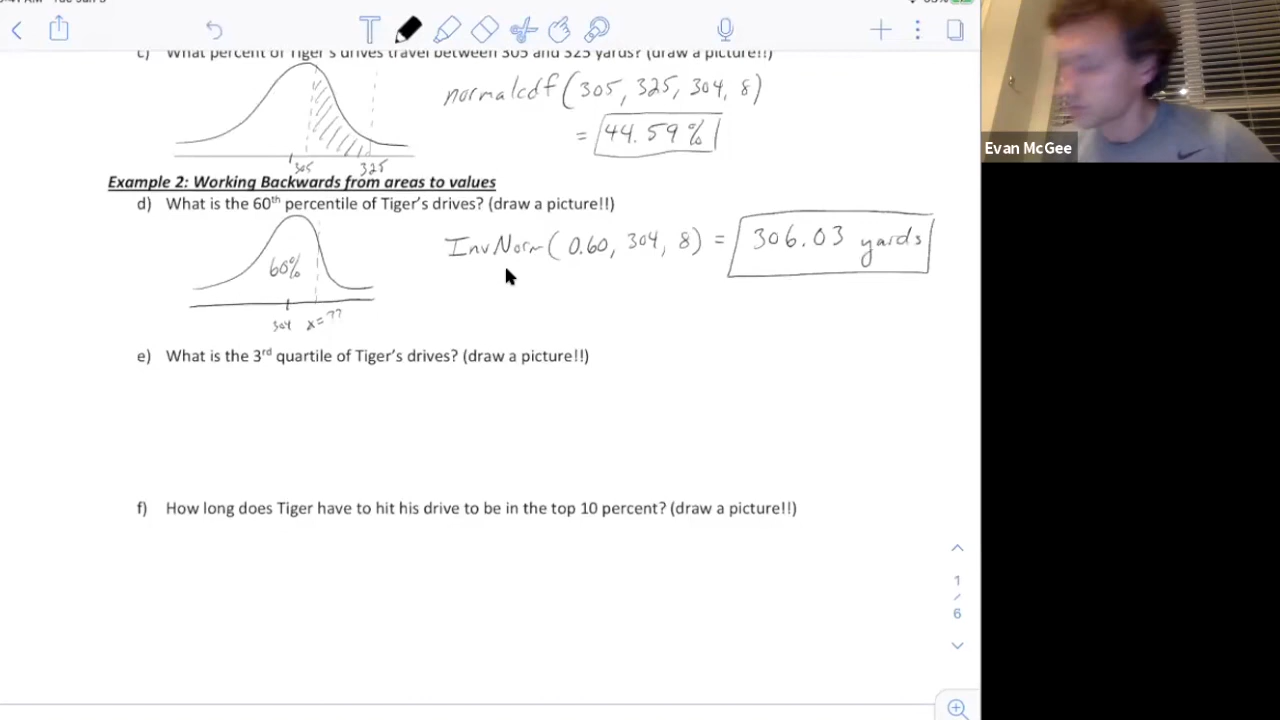 c) What percent of Tiger's drives travel between 305 and 325 yards? (draw a picture!!)
normalcdf(305, 325, 304, 8)
= 44.59%
305 325
Example 2: Working Backwards from areas to values
d) What is the 60th percentile of Tiger's drives? (draw a picture!!)
InvNorm(0.60, 304, 8) = 306.03 yards
60%
304 x=??
e) What is the 3rd quartile of Tiger's drives? (draw a picture!!)
f) How long does Tiger have to hit his drive to be in the top 10 percent? (draw a picture!!)
1
/
6
Evan McGee